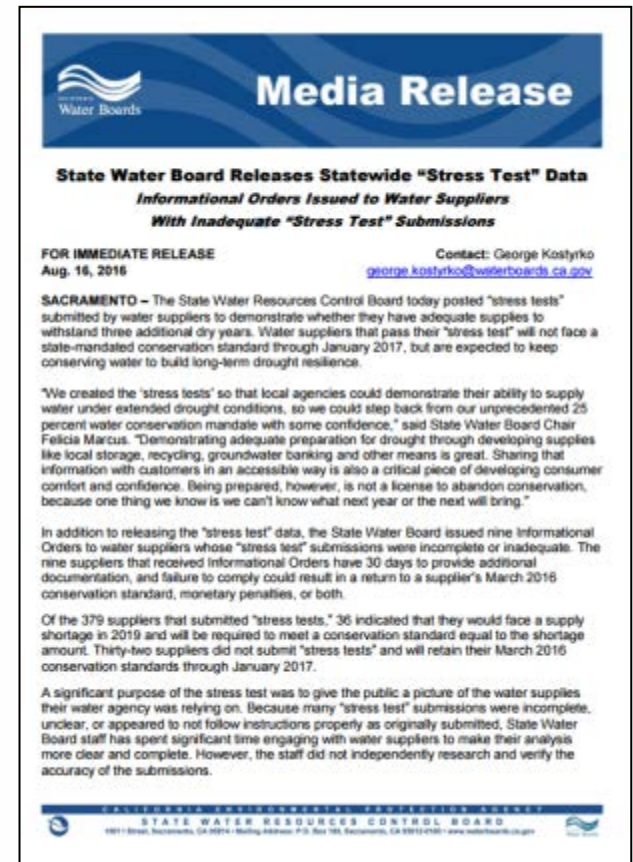 Water Boards
Media Release
State Water Board Releases Statewide “Stress Test” Data
Informational Orders Issued to Water Suppliers
With Inadequate “Stress Test” Submissions
FOR IMMEDIATE RELEASE Contact: George Kostyrko
Aug. 16, 2016 george.kostyrko@waterboards.ca.gov
SACRAMENTO – The State Water Resources Control Board today posted “stress tests”
submitted by water suppliers to demonstrate whether they have adequate supplies to
withstand three additional dry years. Water suppliers that pass their “stress test” will not face a
state-mandated conservation standard through January 2017, but are expected to keep
conserving water to build long-term drought resilience.
“We created the ‘stress tests’ so that local agencies could demonstrate their ability to supply
water under extended drought conditions, so we could step back from our unprecedented 25
percent water conservation mandate with some confidence,” said State Water Board Chair
Felicia Marcus. “Demonstrating adequate preparation for drought through developing supplies
like local storage, recycling, groundwater banking and other means is great. Sharing that
information with customers in an accessible way is also a critical piece of developing consumer
comfort and confidence. Being prepared, however, is not a license to abandon conservation,
because one thing we know is we can’t know what next year or the next will bring.”
In addition to releasing the “stress test” data, the State Water Board issued nine Informational
Orders to water suppliers whose “stress test” submissions were incomplete or inadequate. The
nine suppliers that received Informational Orders have 30 days to provide additional
documentation, and failure to comply could result in a return to a supplier’s March 2016
conservation standard, monetary penalties, or both.
Of the 379 suppliers that submitted “stress tests,” 36 indicated that they would face a supply
shortage in 2019 and will be required to meet a conservation standard equal to the shortage
amount. Thirty-two suppliers did not submit “stress tests” and will retain their March 2016
conservation standards through January 2017.
A significant purpose of the stress test was to give the public a picture of the water supplies
their water agency was relying on. Because many “stress test” submissions were incomplete,
unclear, or appeared to not follow instructions properly as originally submitted, State Water
Board staff has spent significant time engaging with water suppliers to make their analysis
more clear and complete. However, the staff did not independently research and verify the
accuracy of the submissions.
CALIFORNIA ENVIRONMENTAL PROTECTION AGENCY
STATE WATER RESOURCES CONTROL BOARD
1001 I Street, Sacramento, CA 95814 • Mailing Address: P.O. Box 100, Sacramento, CA 95812-0100 • www.waterboards.ca.gov